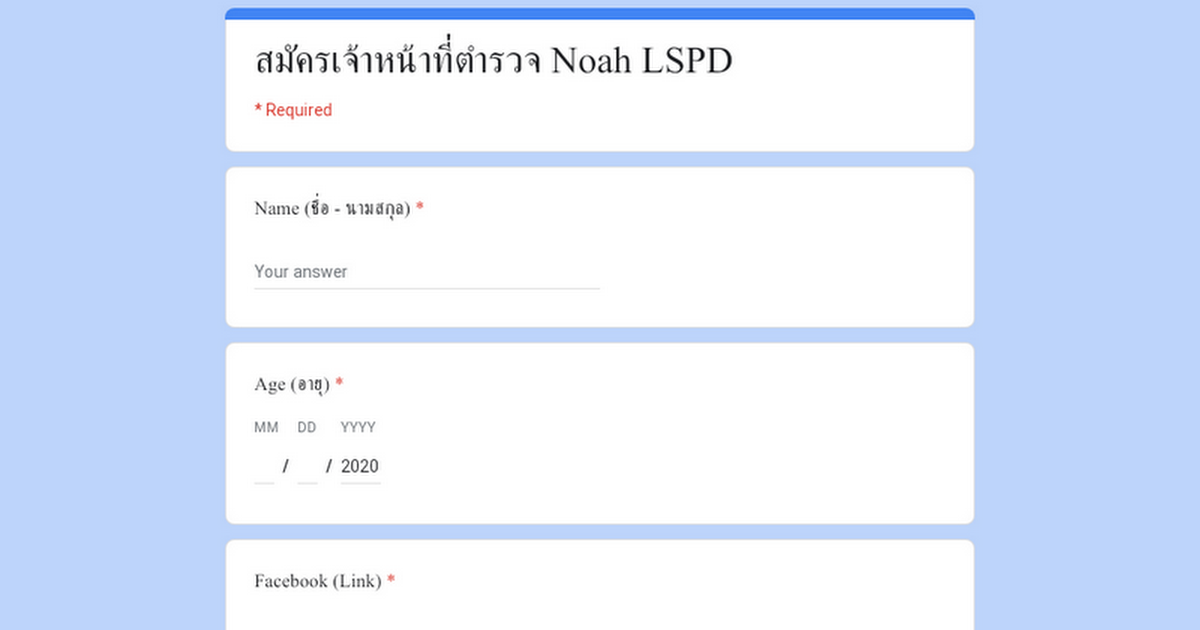 สมัครเจ้าหน้าที่ตำรวจ Noah LSPD
* Required
Name (ชื่อ - นามสกุล) *
Your answer
Age (อายุ) *
MM DD YYYY
/ / 2020
Facebook (Link) *